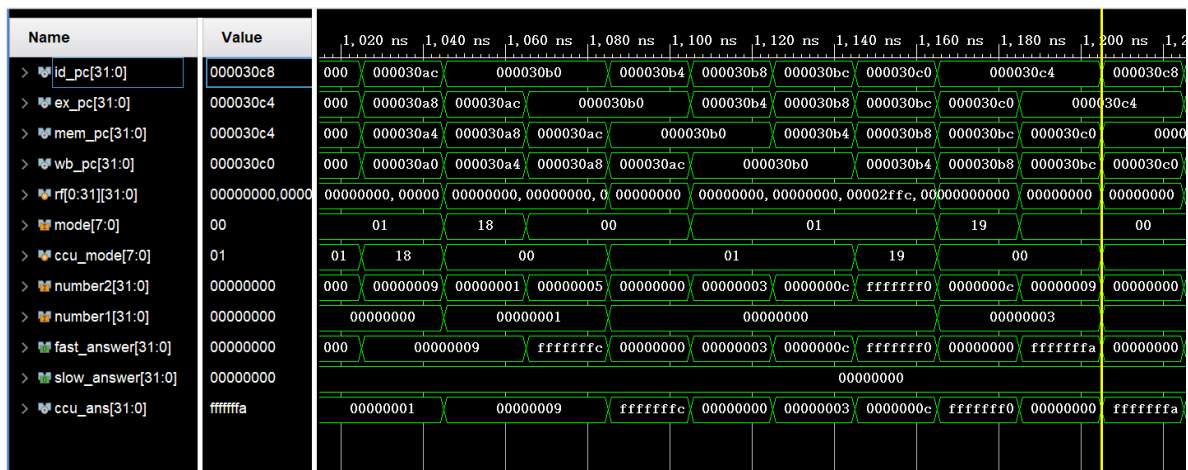 Name Value 1,020 ns 1,040 ns 1,060 ns 1,080 ns 1,100 ns 1,120 ns 1,140 ns 1,160 ns 1,180 ns 1,200 ns 1,2
id_pc[31:0] 000030c8 000 000030ac 000030b0 000030b4 000030b8 000030bc 000030c0 000030c4 000030c8
ex_pc[31:0] 000030c4 000 000030a8 000030ac 000030b0 000030b4 000030b8 000030bc 000030c0 000030c4
mem_pc[31:0] 000030c4 000 000030a4 000030a8 000030ac 000030b0 000030b4 000030b8 000030bc 000030c0 0000
wb_pc[31:0] 000030c0 000 000030a0 000030a4 000030a8 000030ac 000030b0 000030b4 000030b8 000030bc 000030c0
rf[0:31][31:0] 00000000,0000 00000000,00000 00000000,00000000,0 00000000 00000000,00000000,00002ffc,00 00000000 00000000 00000000
mode[7:0] 00 01 18 00 01 19 00
ccu_mode[7:0] 01 01 18 00 01 19 00
number2[31:0] 00000000 000 00000009 00000001 00000005 00000000 00000003 0000000c fffffff0 0000000c 00000009 00000000
number1[31:0] 00000000 00000000 00000001 00000000 00000003
fast_answer[31:0] 00000000 000 00000009 fffffffc 00000000 00000003 0000000c fffffff0 00000000 fffffffa 00000000
slow_answer[31:0] 00000000 00000000
ccu_ans[31:0] fffffffa 00000001 00000009 fffffffc 00000000 00000003 0000000c fffffff0 00000000 fffffffa